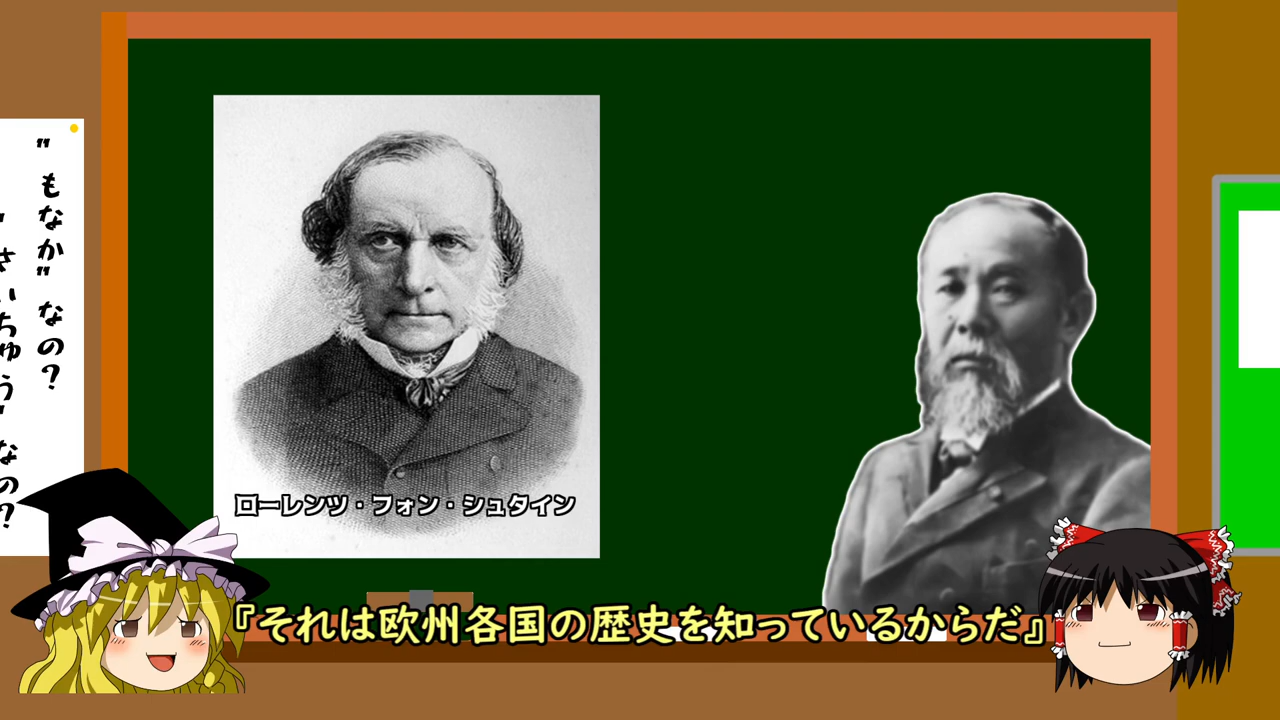 "もなか"なの?
"さいちゅう"なの?
ローレンツ・フォン・シュタイン
『それは欧州各国の歴史を知っているからだ』